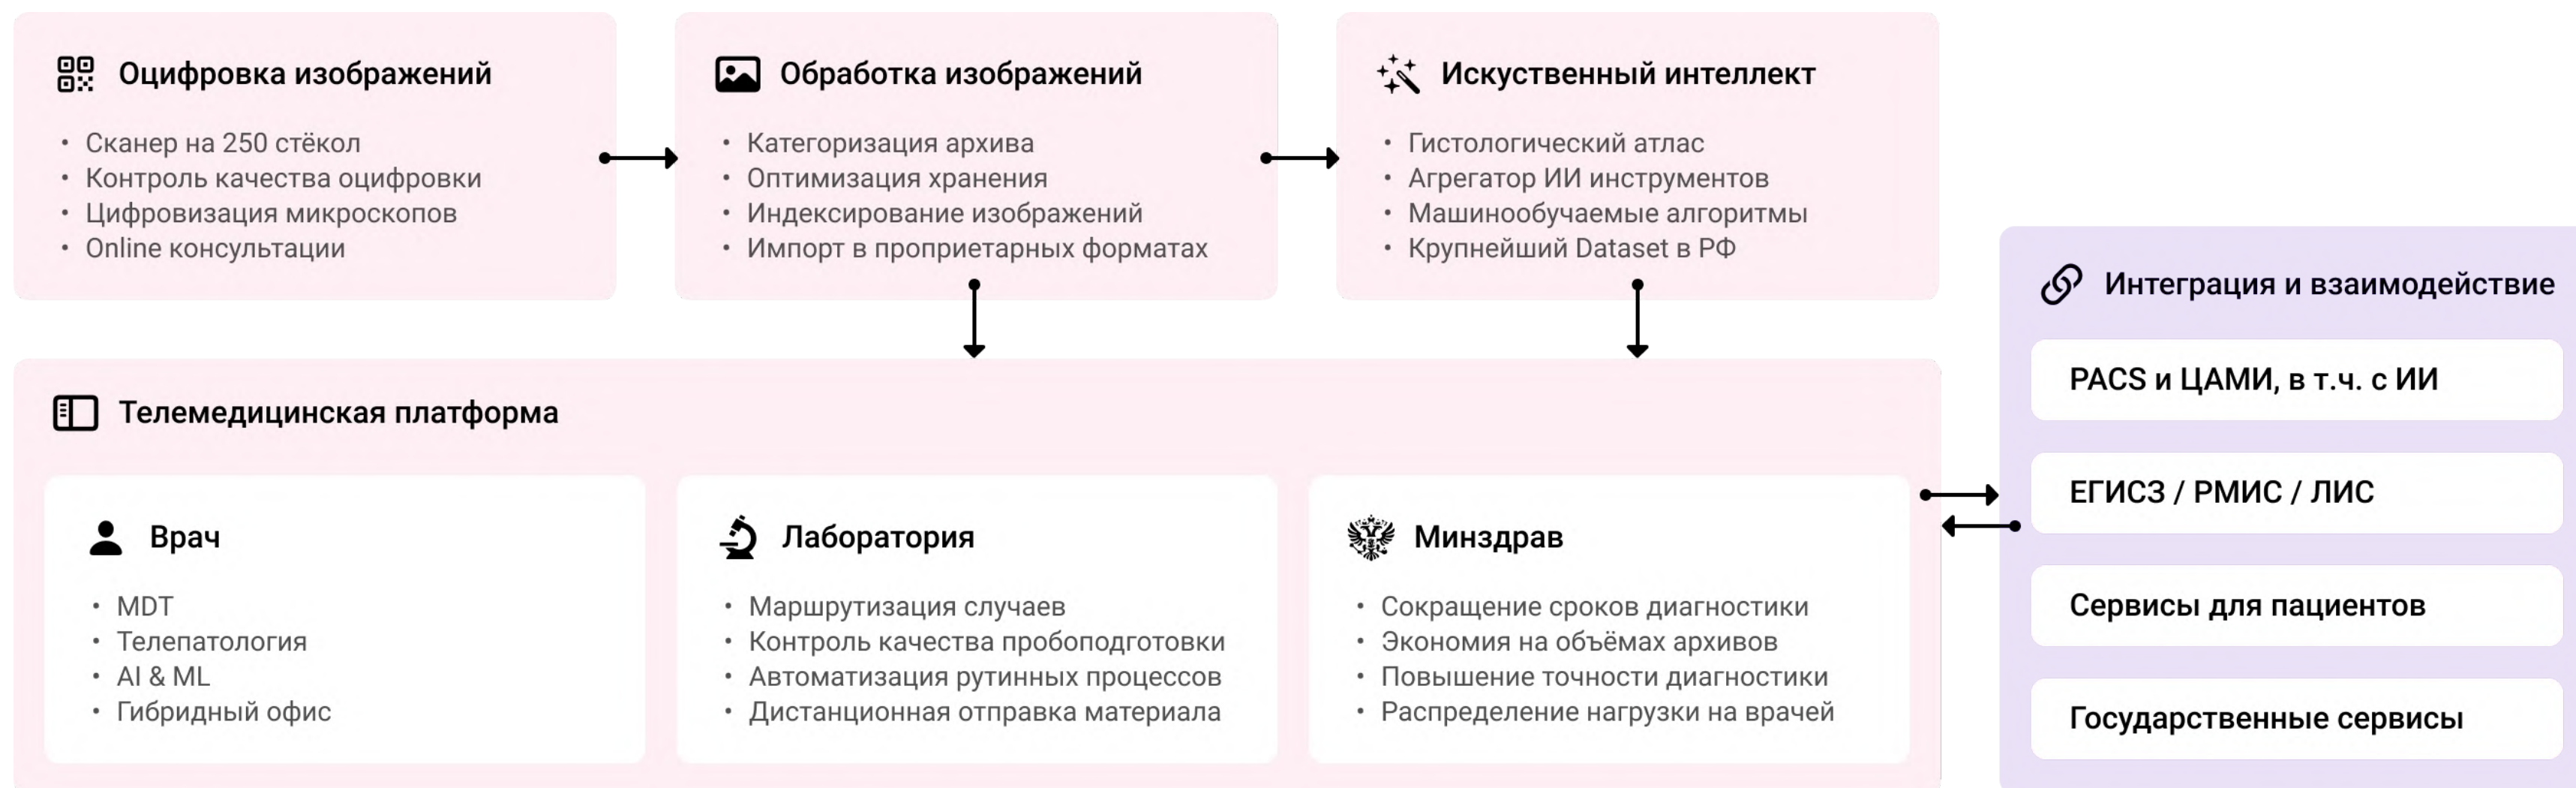 Оцифровка изображений
• Сканер на 250 стёкол
• Контроль качества оцифровки
• Цифровизация микроскопов
• Online консультации
Обработка изображений
• Категоризация архива
• Оптимизация хранения
• Индексирование изображений
• Импорт в проприетарных форматах
Искуственный интеллект
• Гистологический атлас
• Агрегатор ИИ инструментов
• Машинообучаемые алгоритмы
• Крупнейший Dataset в РФ
Телемедицинская платформа
Врач
• MDT
• Телепатология
• AI & ML
• Гибридный офис
Лаборатория
• Маршрутизация случаев
• Контроль качества пробоподготовки
• Автоматизация рутинных процессов
• Дистанционная отправка материала
Минздрав
• Сокращение сроков диагностики
• Экономия на объёмах архивов
• Повышение точности диагностики
• Распределение нагрузки на врачей
Интеграция и взаимодействие
PACS и ЦАМИ, в т.ч. с ИИ
ЕГИСЗ / РМИС / ЛИС
Сервисы для пациентов
Государственные сервисы